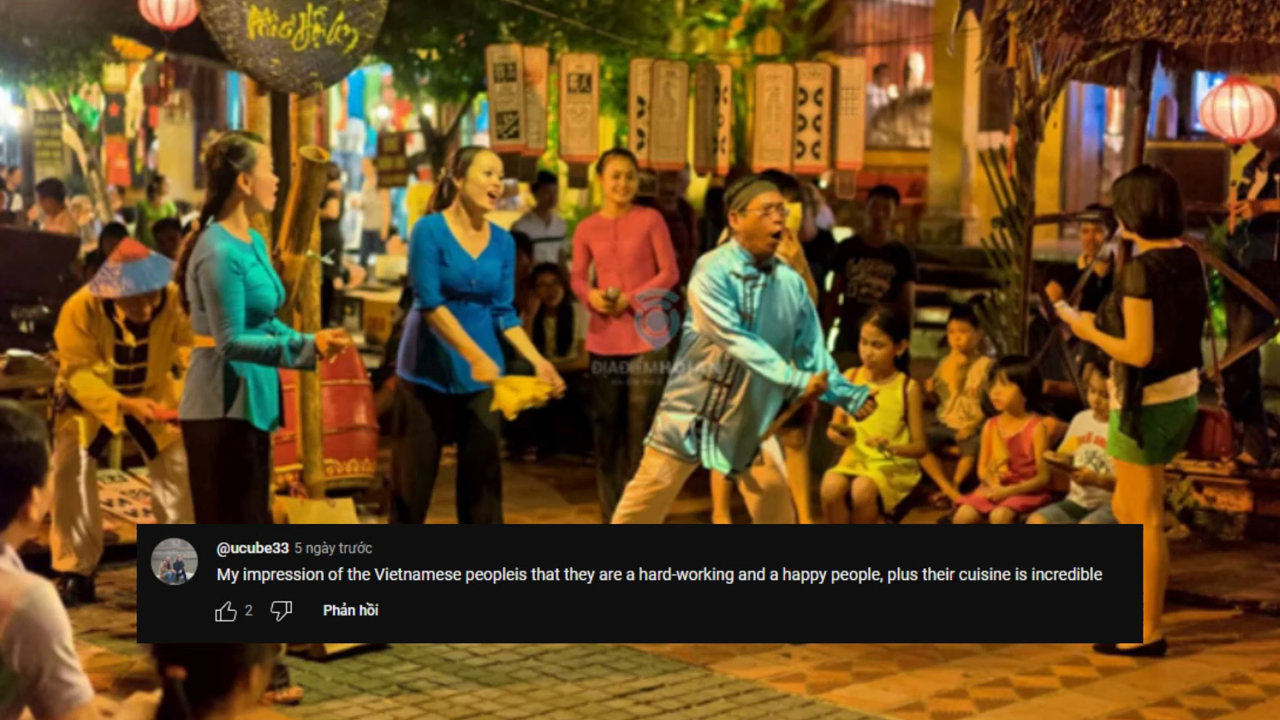 ĐIADIEMHOIAN
@ucube33 5 ngày trước
My impression of the Vietnamese peopleis that they are a hard-working and a happy people, plus their cuisine is incredible
2
Phản hồi